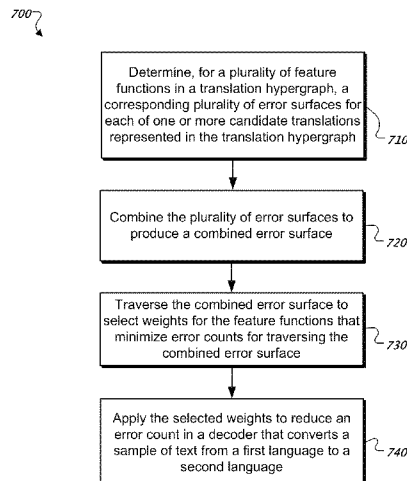 700
Determine, for a plurality of feature
functions in a translation hypergraph, a
corresponding plurality of error surfaces for
each of one or more candidate translations
represented in the translation hypergraph
710
Combine the plurality of error surfaces to
produce a combined error surface
720
Traverse the combined error surface to
select weights for the feature functions that
minimize error counts for traversing the
combined error surface
730
Apply the selected weights to reduce an
error count in a decoder that converts a
sample of text from a first language to a
second language
740